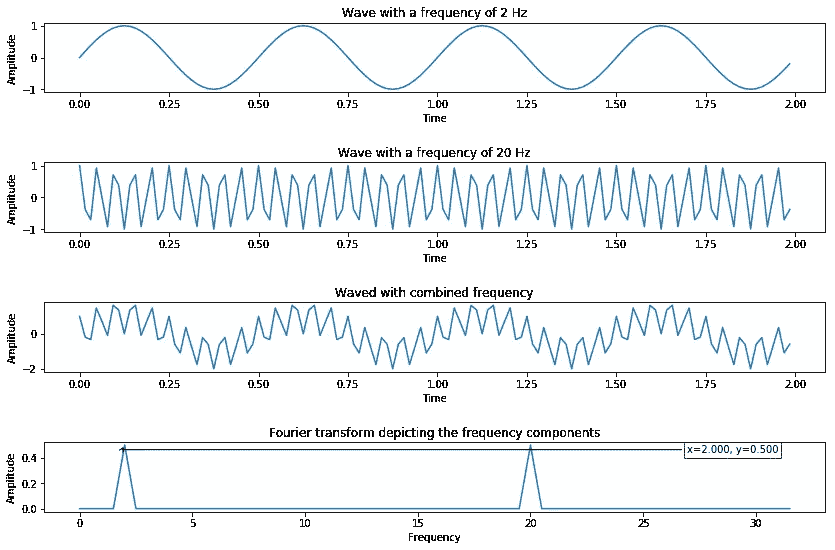 Wave with a frequency of 2 Hz
1
0
−1
Amplitude
0.00 0.25 0.50 0.75 1.00 1.25 1.50 1.75 2.00
Time
Wave with a frequency of 20 Hz
1
0
−1
Amplitude
0.00 0.25 0.50 0.75 1.00 1.25 1.50 1.75 2.00
Time
Waved with combined frequency
0
−2
Amplitude
0.00 0.25 0.50 0.75 1.00 1.25 1.50 1.75 2.00
Time
Fourier transform depicting the frequency components
x=2.000, y=0.500
0.4
0.2
0.0
Amplitude
0 5 10 15 20 25 30
Frequency